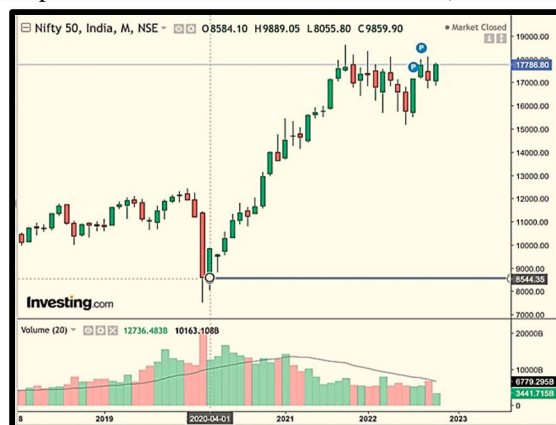 Nifty 50, India, M, NSE O8584.10 H9889.05 L8055.80 C9859.90
Market Closed
19000.00
P
P
17786.80
17000.00
16000.00
15000.00
14000.00
13000.00
12000.00
11000.00
10000.00
9000.00
8544.35
8000.00
7000.00
Investing.com
Volume (20) 12736.483B 10163.108B
20000B
10000B
6779.295B
3441.715B
0
8 2019 2020-04-01 2021 2022 2023